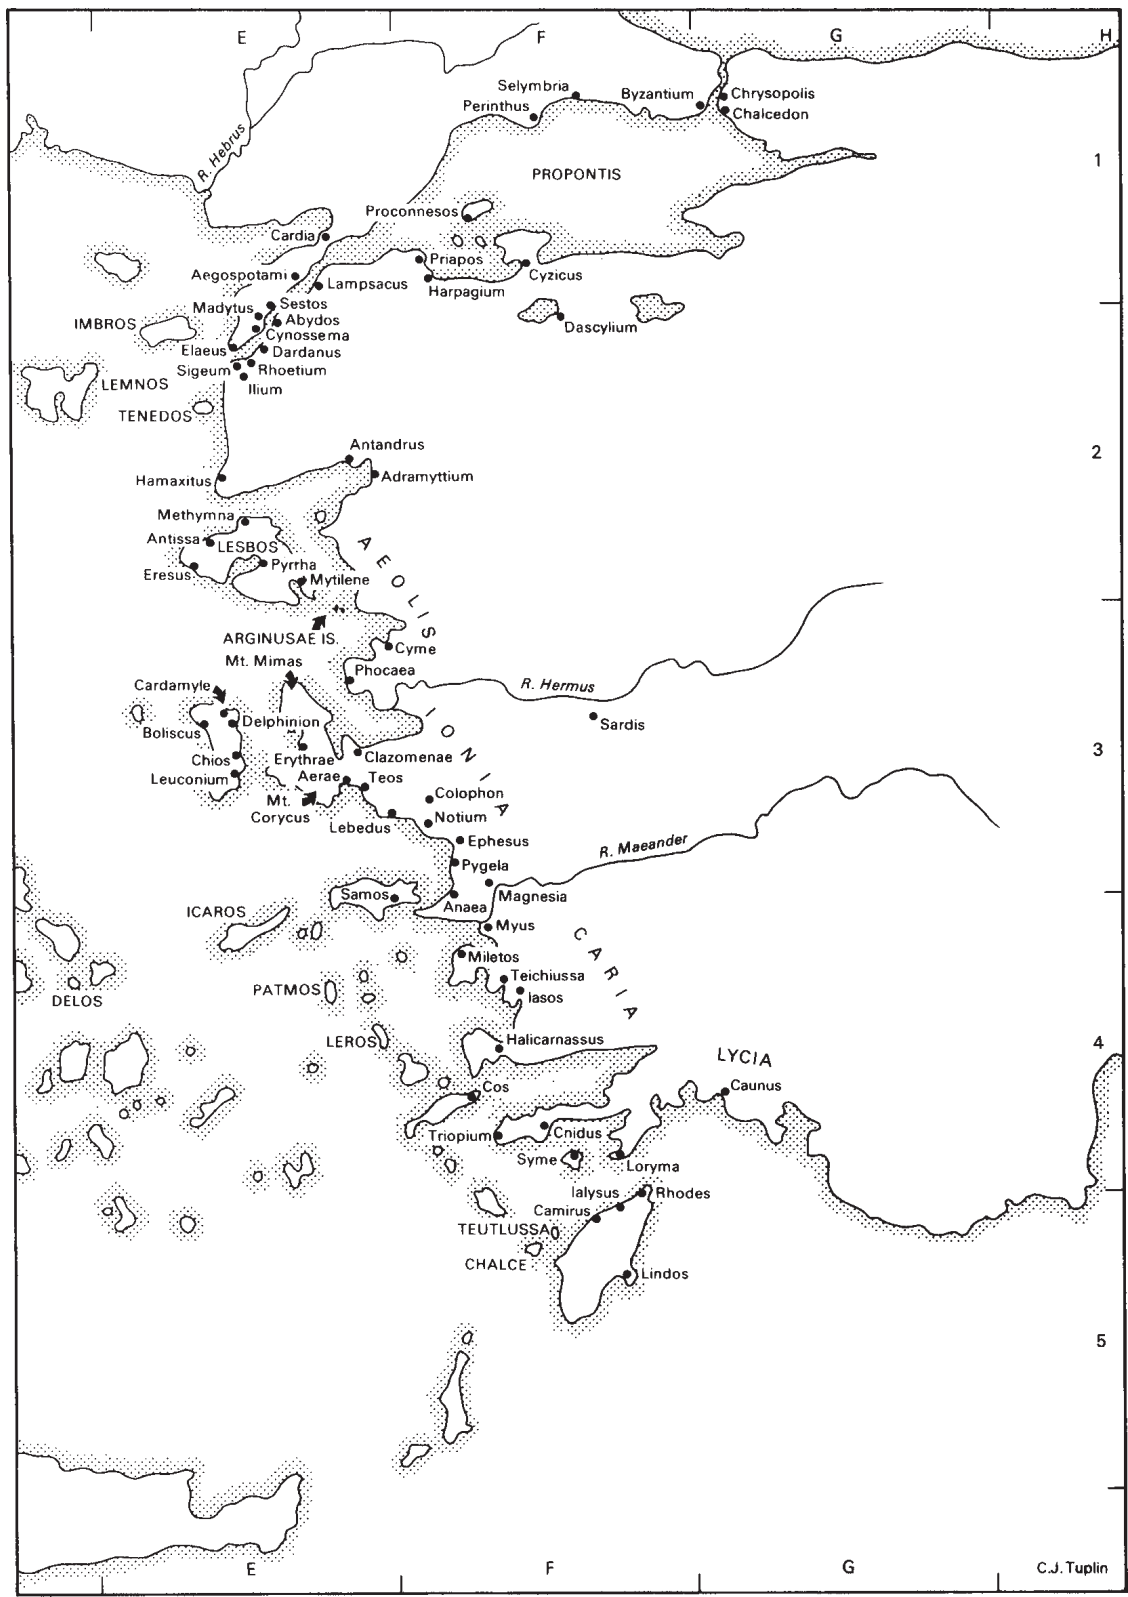 E
F
G
H
Selymbria
Byzantium
Chrysopolis
Perinthus
Chalcedon
R. Hebrus
1
PROPONTIS
Proconnesos
Cardia
Priapos
Aegospotami
Cyzicus
Lampsacus
Harpagium
Sestos
Madytus
Abydos
IMBROS
Dascylium
Cynossema
Elaeus
Dardanus
Sigeum
Rhoetium
LEMNOS
Ilium
TENEDOS
Antandrus
2
Hamaxitus
Adramyttium
Methymna
Antissa
LESBOS
AEOLIS
Pyrrha
Eresus
Mytilene
ARGINUSAE IS.
Cyme
Mt. Mimas
Phocaea
Cardamyle
R. Hermus
Delphinion
Sardis
Boliscus
IONIA
3
Chios
Erythrae
Clazomenae
Leuconium
Aerae
Teos
Mt.
Corycus
Colophon
Lebedus
Notium
Ephesus
R. Maeander
Pygela
Samos
Magnesia
Anaea
ICAROS
Myus
CARIA
Miletos
Teichiussa
PATMOS
Iasos
DELOS
LEROS
Halicarnassus
4
LYCIA
Cos
Caunus
Triopium
Cnidus
Syme
Loryma
Ialysus
Rhodes
Camirus
TEUTLUSSA
CHALCE
Lindos
5
E
F
G
C.J. Tuplin